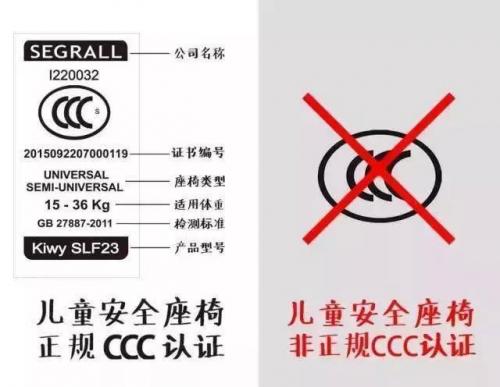 SEGRALL
公司名称
I220032
CCC S
2015092207000119
证书编号
UNIVERSAL
SEMI-UNIVERSAL
座椅类型
15 - 36 Kg
适用体重
GB 27887-2011
检测标准
Kiwy SLF23
产品型号
儿童安全座椅
正规CCC认证
CCC
儿童安全座椅
非正规CCC认证